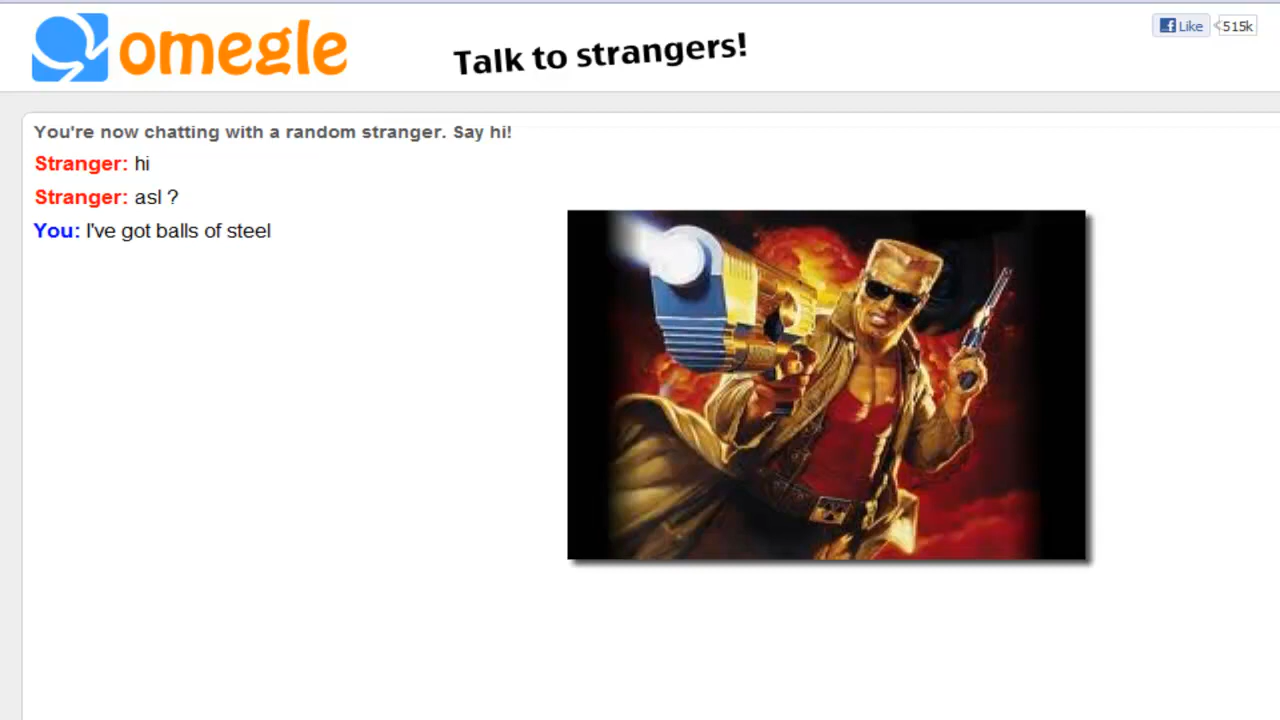 omegle
Talk to strangers!
Like
515k
You're now chatting with a random stranger. Say hi!
Stranger: hi
Stranger: asl ?
You: I've got balls of steel